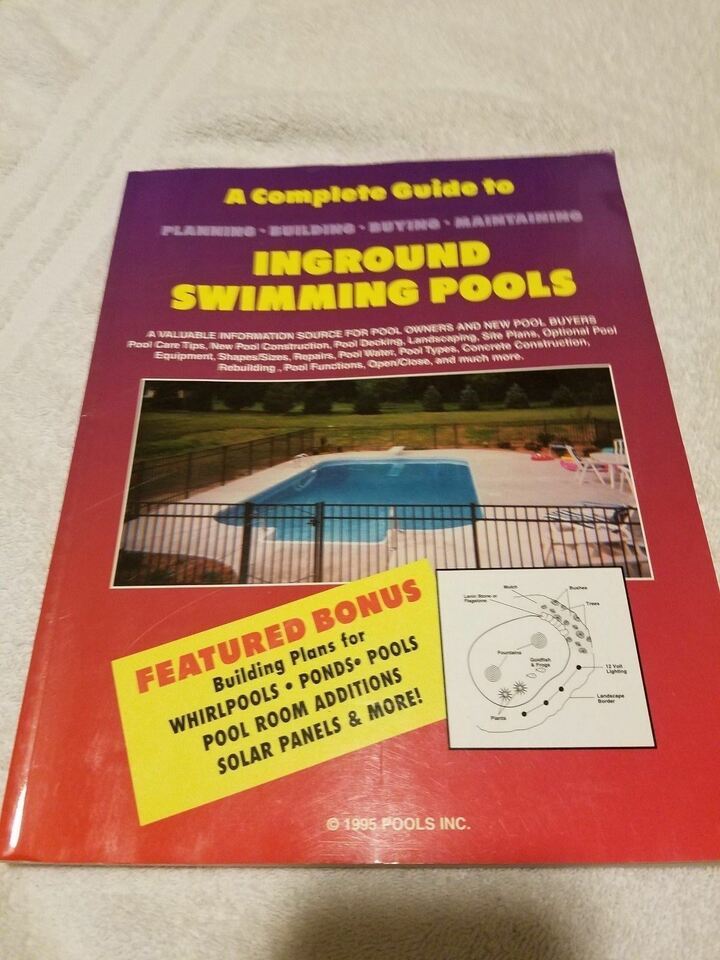 A Complete Guide to
PLANNING • BUILDING • BUYING • MAINTAINING
INGROUND
SWIMMING POOLS
A VALUABLE INFORMATION SOURCE FOR POOL OWNERS AND NEW POOL BUYERS
Pool Care Tips, New Pool Construction, Pool Decking, Landscaping, Site Plans, Optional Pool
Equipment, Shapes/Sizes, Repairs, Pool Water, Pool Types, Concrete Construction,
Rebuilding , Pool Functions, Open/Close, and much more.
FEATURED BONUS
Building Plans for
WHIRLPOOLS • PONDS• POOLS
POOL ROOM ADDITIONS
SOLAR PANELS & MORE!
Mulch
Bushes
Lava/Stone or
Flagstone
Trees
Fountains
Goldfish
& Frogs
12 Volt
Lighting
Landscape
Border
Plants
© 1995 POOLS INC.